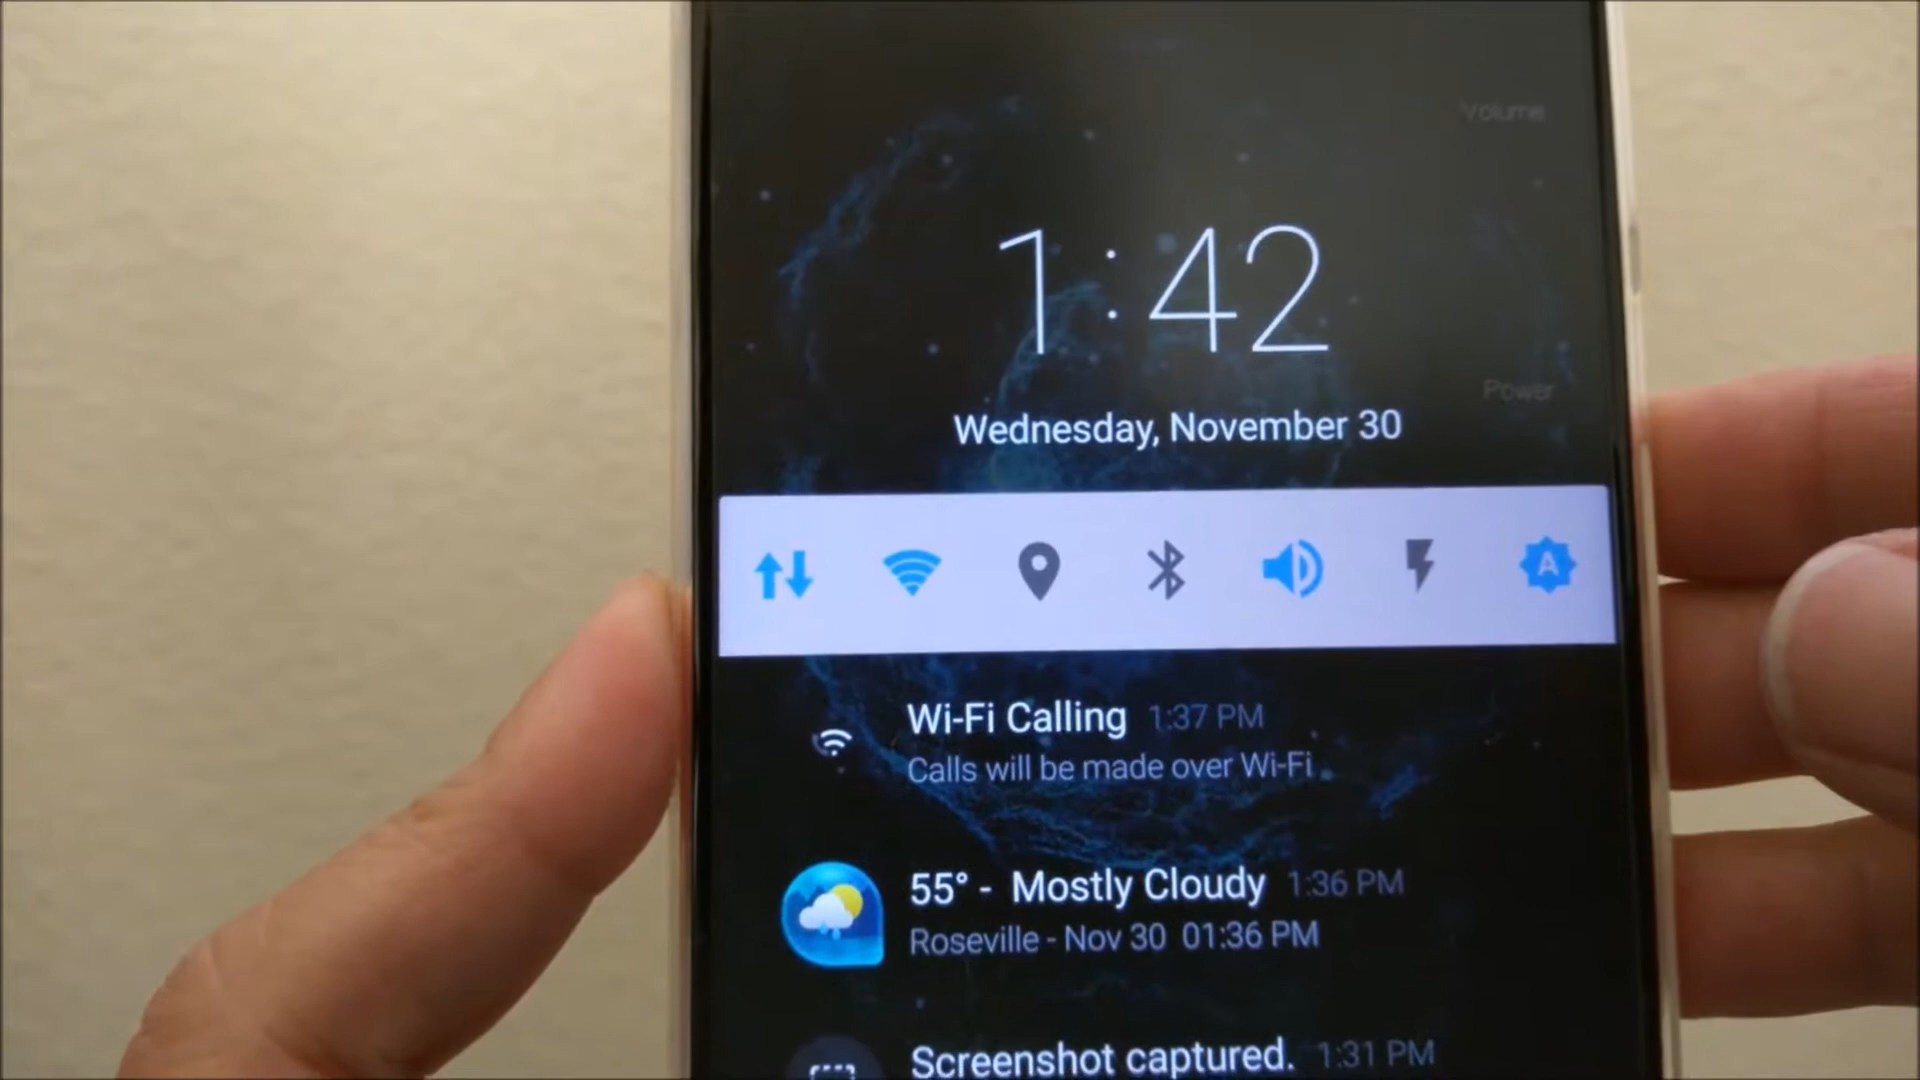 Volume
1:42
Power
Wednesday, November 30
A
Wi-Fi Calling 1:37 PM
Calls will be made over Wi-Fi.
55° - Mostly Cloudy 1:36 PM
Roseville - Nov 30 01:36 PM
Screenshot captured. 1:31 PM